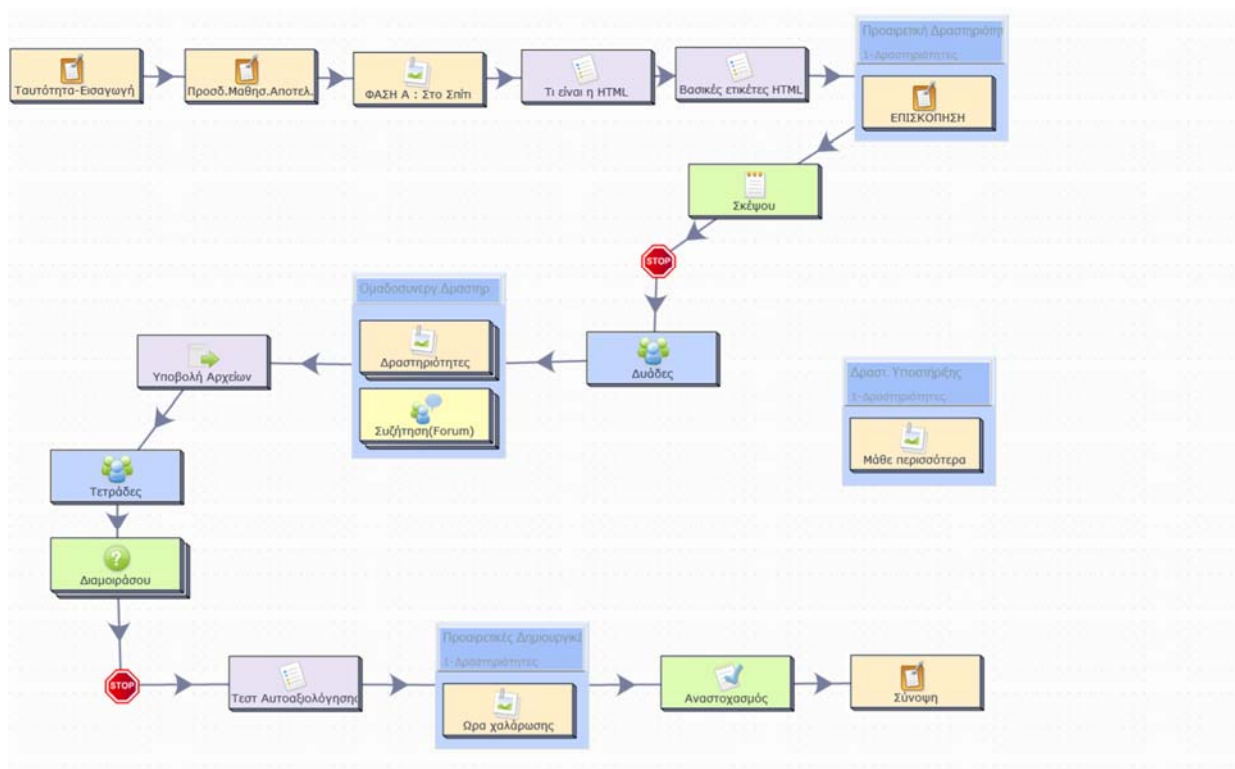 Προαιρετική Δραστηριότη
1-Δραστηριότητες
Ταυτότητα-Εισαγωγή
Προσδ.Μαθησ.Αποτελ.
ΦΑΣΗ Α : Στο Σπίτι
Τι είναι η HTML
Βασικές ετικέτες HTML
ΕΠΙΣΚΟΠΗΣΗ
Σκέψου
STOP
Ομαδοσυνεργ.Δραστηρ
Δραστηριότητες
Συζήτηση(Forum)
Υποβολή Αρχείων
Δυάδες
Δραστ. Υποστήριξης
1-Δραστηριότητες
Μάθε περισσότερα
Τετράδες
Διαμοιράσου
STOP
Τεστ Αυτοαξιολόγησης
Προαιρετικές Δημιουργικέ
1-Δραστηριότητες
Ωρα χαλάρωσης
Αναστοχασμός
Σύνοψη